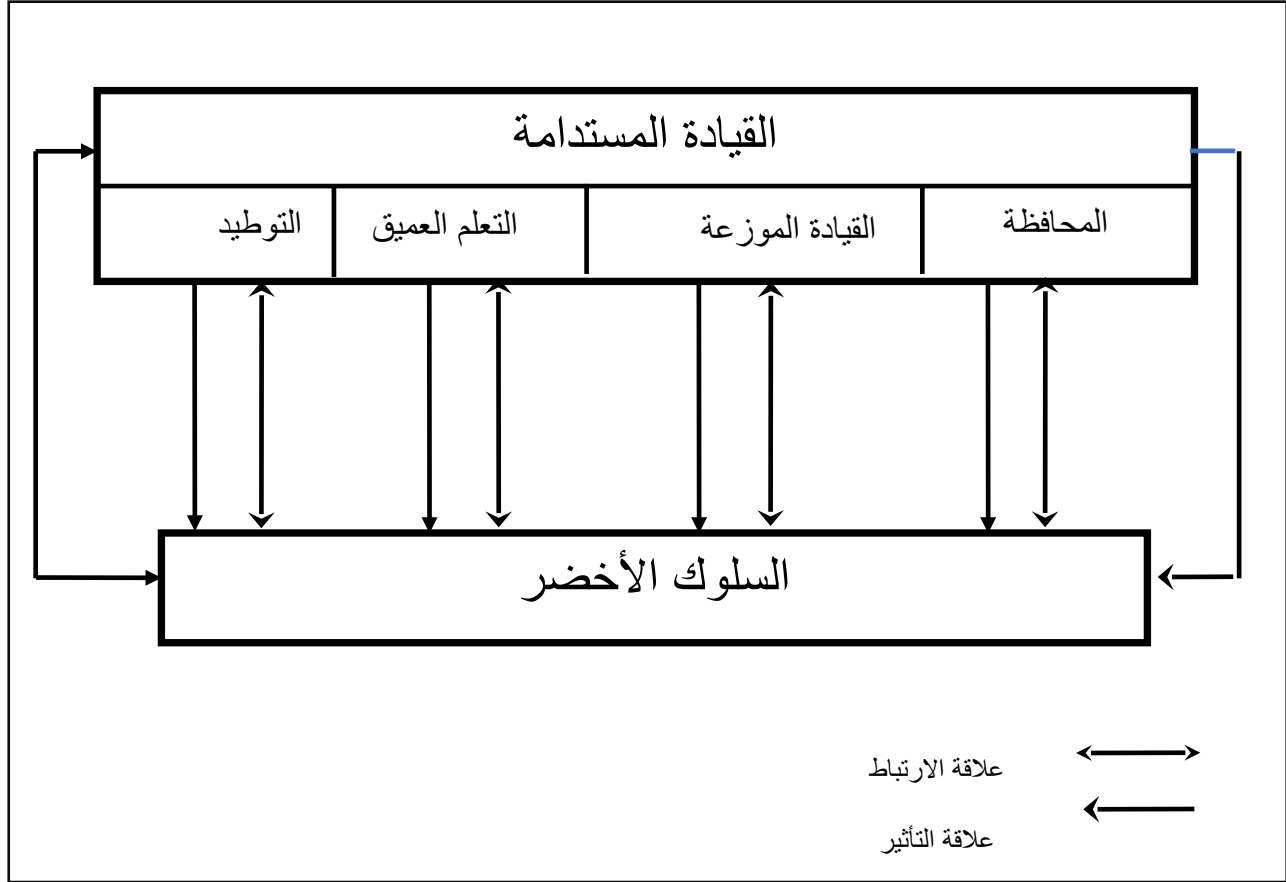 القيادة المستدامة
المحافظة
القيادة الموزعة
التعلم العميق
التوطيد
السلوك الأخضر
علاقة الارتباط
علاقة التأثير